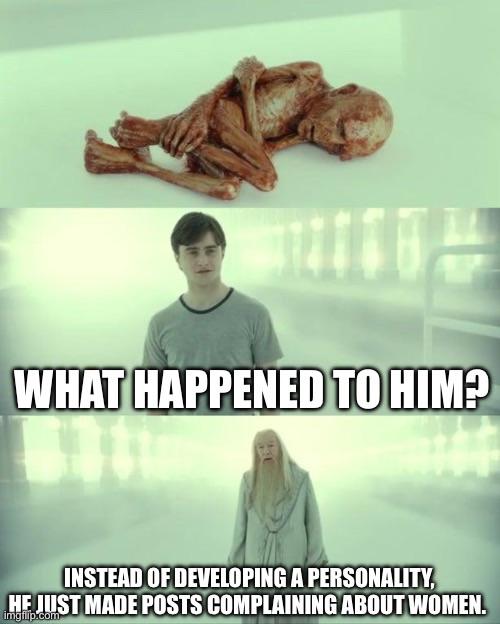 WHAT HAPPENED TO HIM?
INSTEAD OF DEVELOPING A PERSONALITY,
HE JUST MADE POSTS COMPLAINING ABOUT WOMEN.
imgflip.com